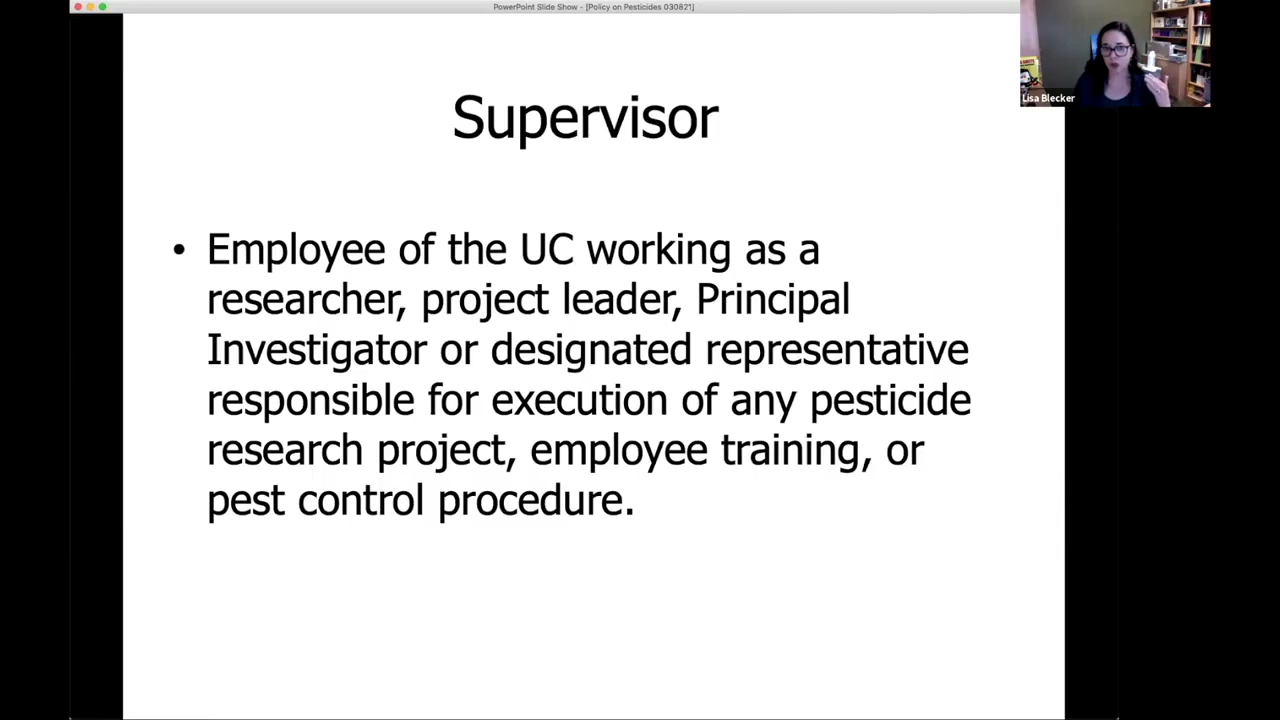 PowerPoint Slide Show - [Policy on Pesticides 030821]
Lisa Blecker
Supervisor
• Employee of the UC working as a
researcher, project leader, Principal
Investigator or designated representative
responsible for execution of any pesticide
research project, employee training, or
pest control procedure.